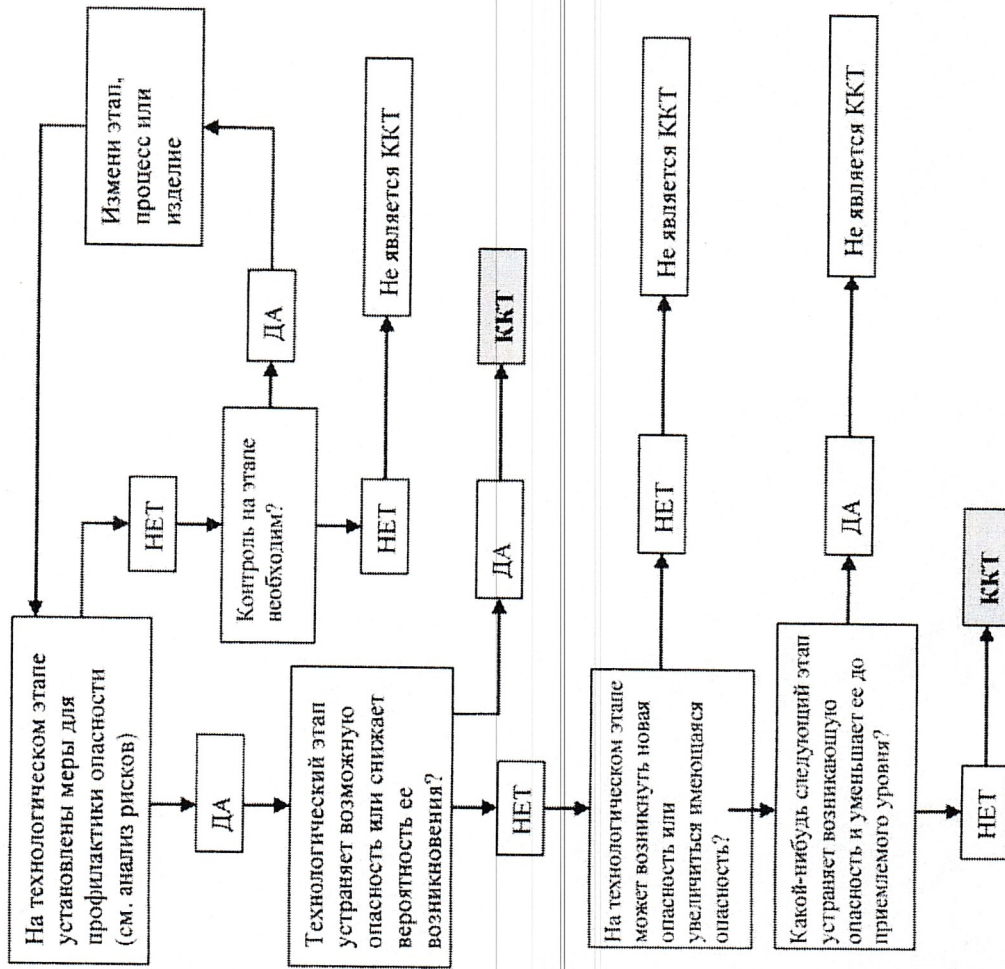 На технологическом этапе
установлены меры для
профилактики опасности
(см. анализ рисков)
Измени этап,
процесс или
изделие
НЕТ
Контроль на этапе
необходим?
ДА
НЕТ
Не является ККТ
ДА
Технологический этап
устраняет возможную
опасность или снижает
вероятность ее
возникновения?
ДА
ККТ
НЕТ
На технологическом этапе
может возникнуть новая
опасность или
увеличиться имеющаяся
опасность?
НЕТ
Не является ККТ
Какой-нибудь следующий этап
устраняет возникающую
опасность и уменьшает ее до
приемлемого уровня?
ДА
Не является ККТ
НЕТ
ККТ